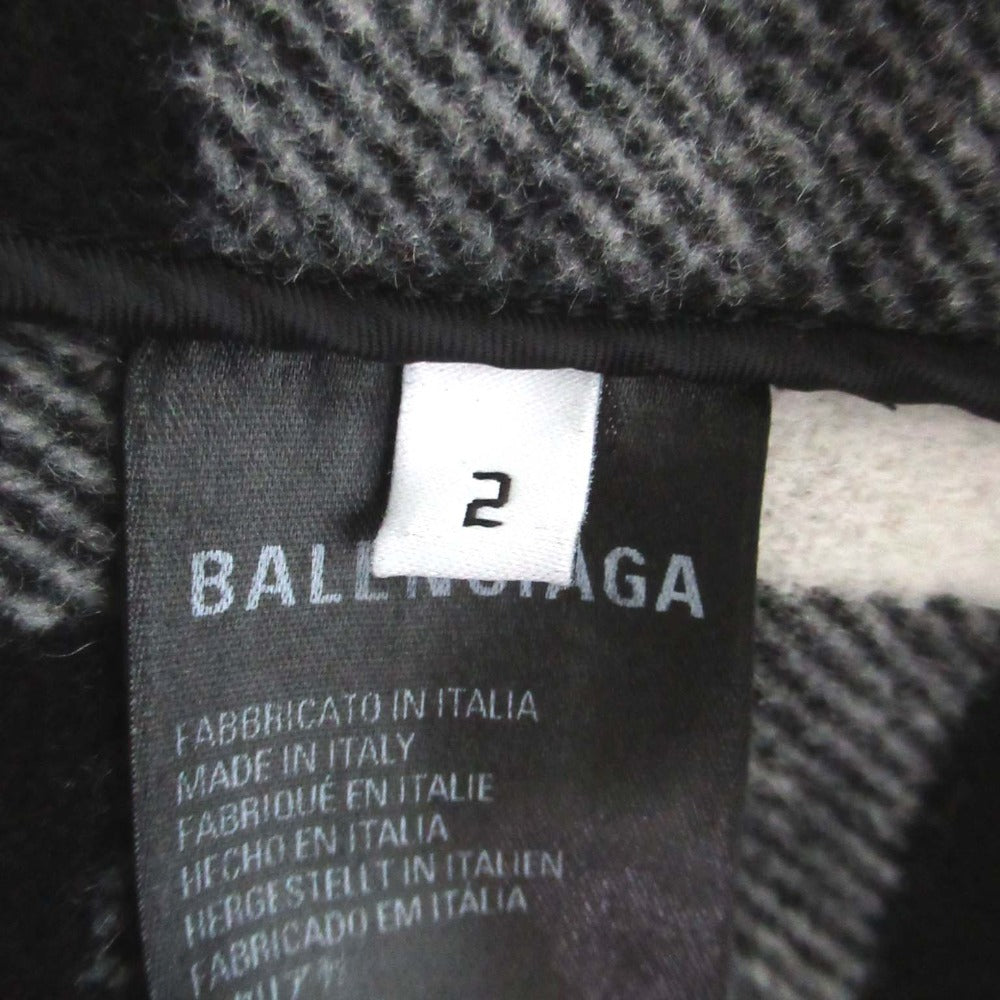 2
BALENCIAGA
FABBRICATO IN ITALIA
MADE IN ITALY
FABRIQUÉ EN ITALIE
HECHO EN ITALIA
HERGESTELLT IN ITALIEN
FABRICADO EM ITALIA